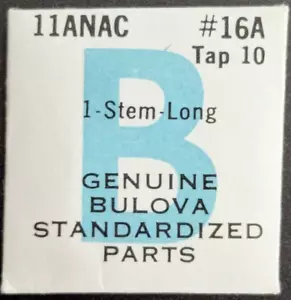 11ANAC #16A
Tap 10
1-Stem-Long
B
GENUINE
BULOVA
STANDARDIZED
PARTS